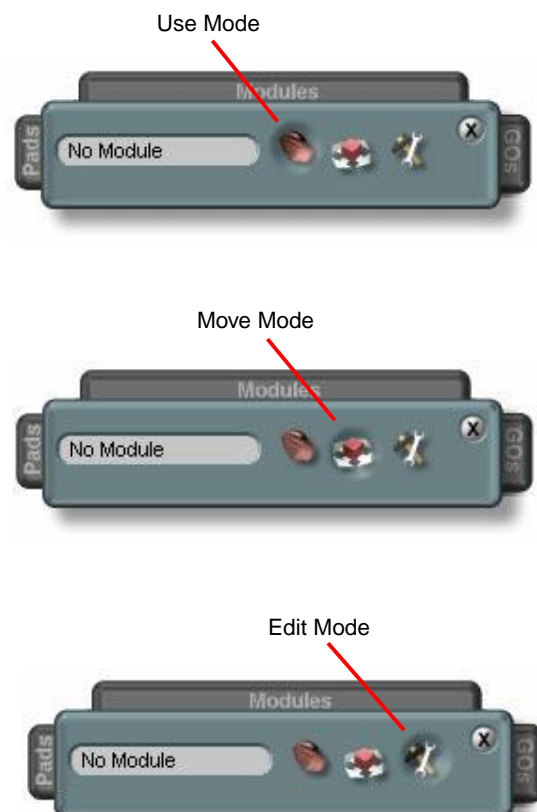 Use Mode
Modules
Pads
No Module
X
GOs
Move Mode
Modules
Pads
No Module
X
GOs
Edit Mode
Modules
Pads
No Module
X
GOs